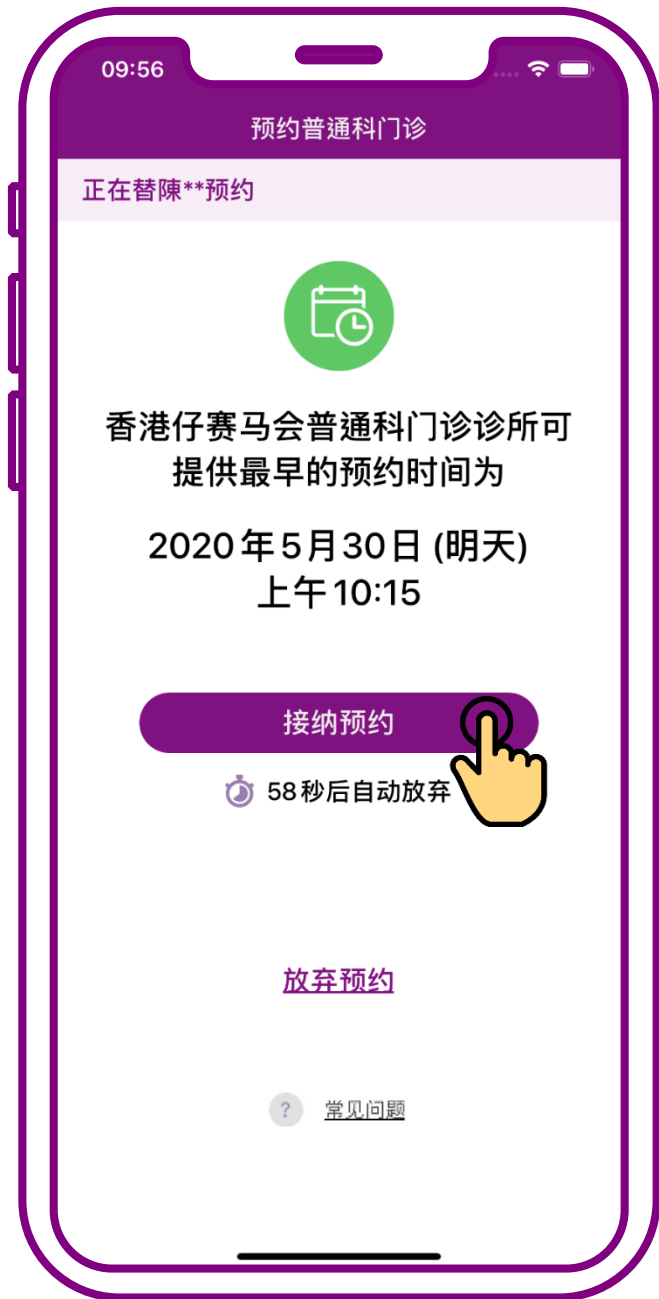 09:56
预约普通科门诊
正在替陳**预约
香港仔赛马会普通科门诊诊所可
提供最早的预约时间为
2020年5月30日 (明天)
上午10:15
接纳预约
58秒后自动放弃
放弃预约
? 常见问题